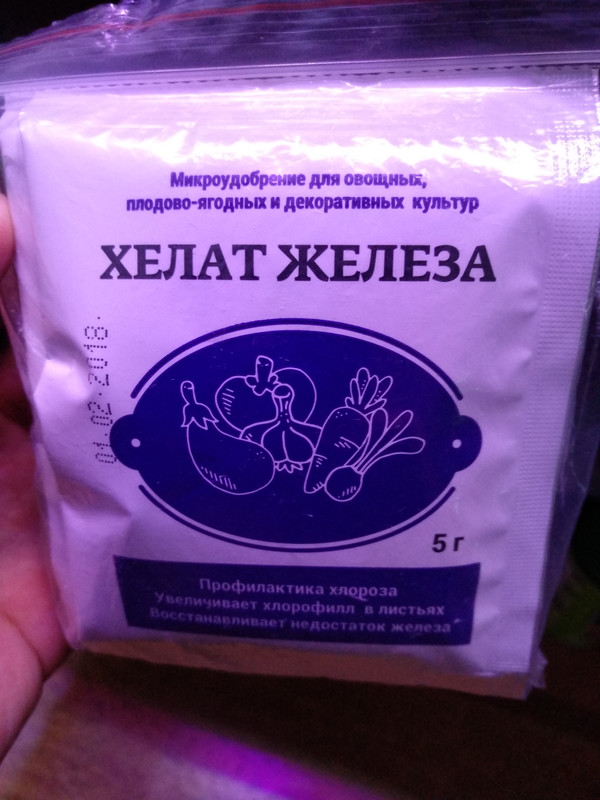 Микроудобрение для овощных,
плодово-ягодных и декоративных культур
ХЕЛАТ ЖЕЛЕЗА
01.02.2018.
5 г
Профилактика хлороза
Увеличивает хлорофилл в листьях
Восстанавливает недостаток железа